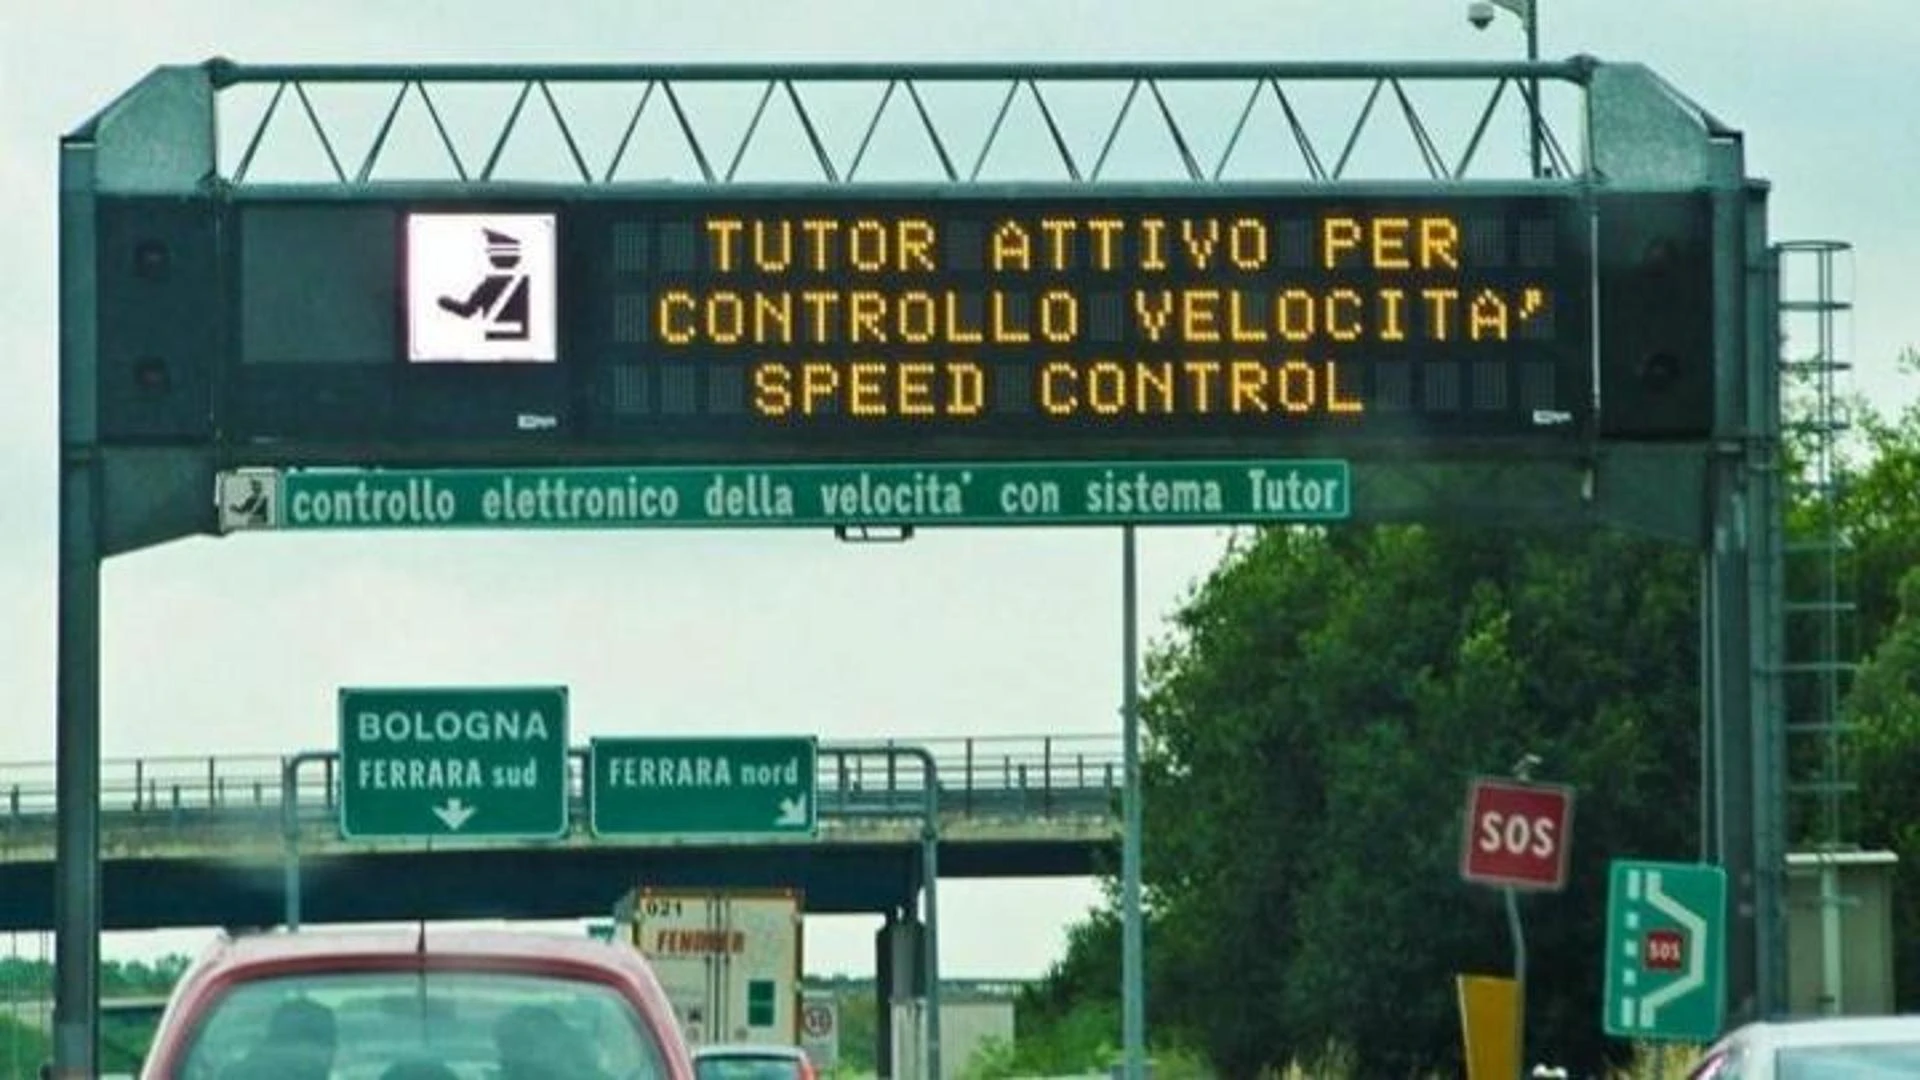 TUTOR ATTIVO PER
CONTROLLO VELOCITA'
SPEED CONTROL
controllo elettronico della velocita' con sistema Tutor
BOLOGNA
FERRARA sud
FERRARA nord
SOS
SOS
021